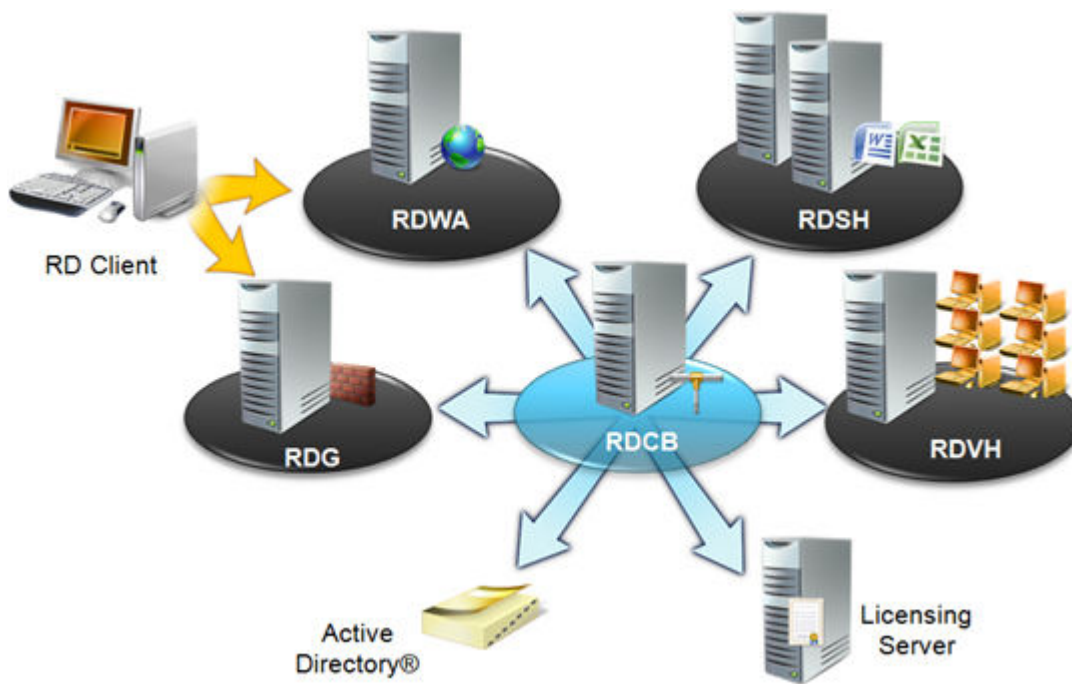 RDWA
RDSH
RD Client
RDG
RDCB
RDVH
Active
Directory®
Licensing
Server
W
X